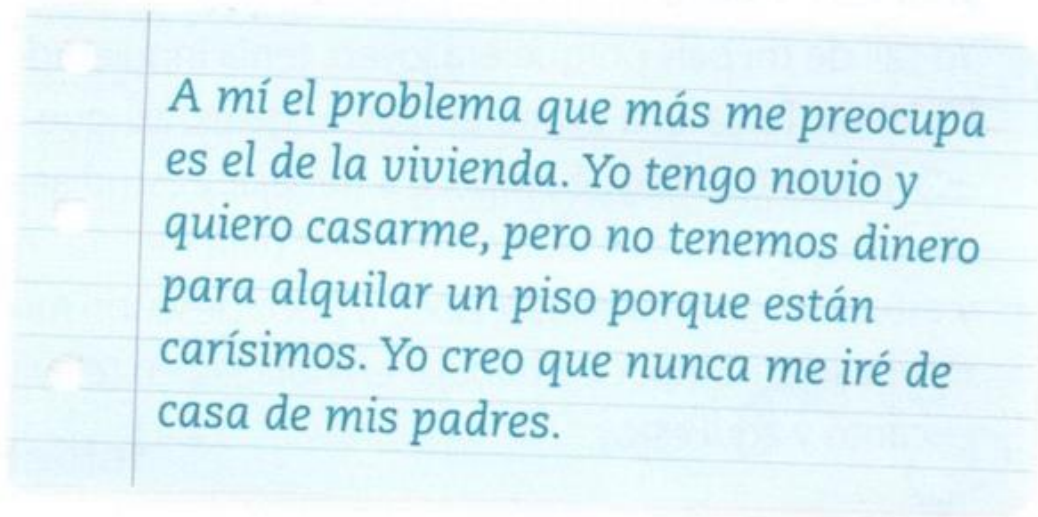 A mí el problema que más me preocupa
es el de la vivienda. Yo tengo novio y
quiero casarme, pero no tenemos dinero
para alquilar un piso porque están
carísimos. Yo creo que nunca me iré de
casa de mis padres.